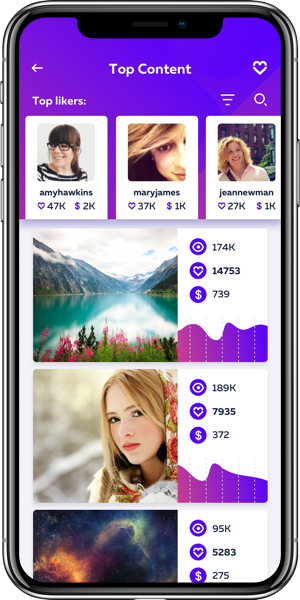 Top Content
Top likers:
amyhawkins
47K $ 2K
maryjames
37K $ 1K
jeannewman
27K $ 1K
174K
14753
$ 739
189K
7935
$ 372
95K
5283
$ 275